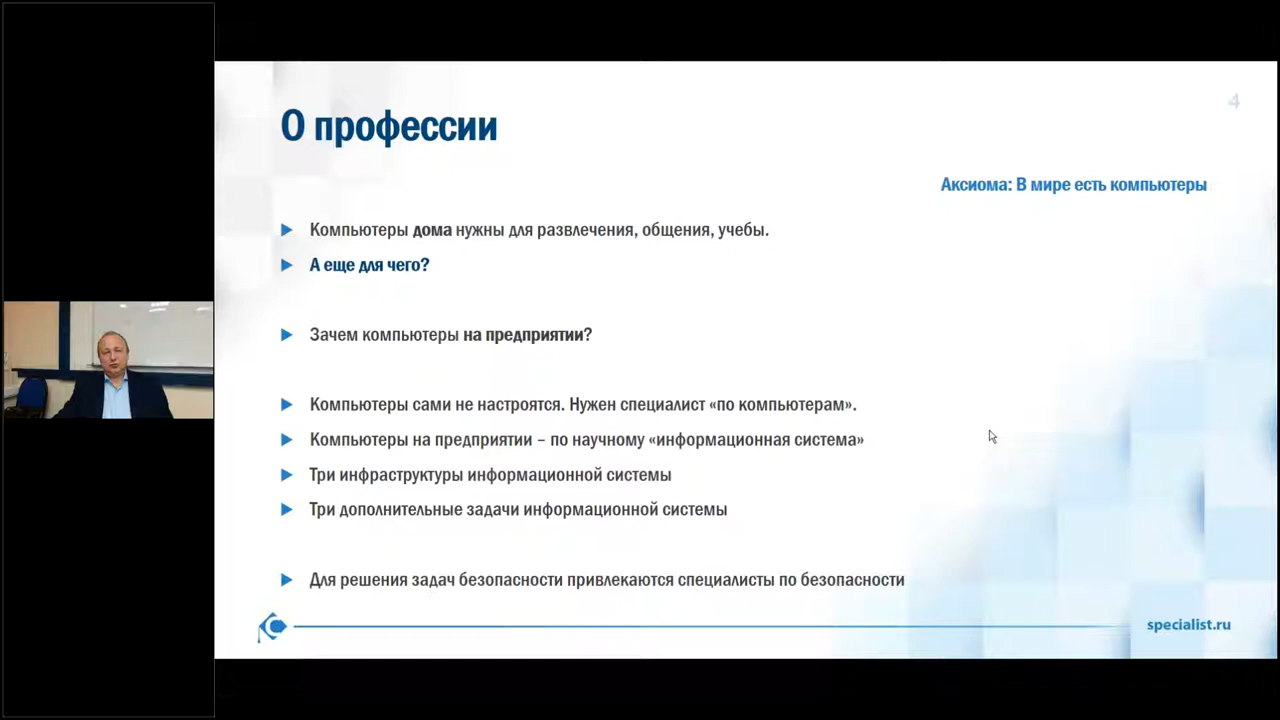 4
О профессии
Аксиома: В мире есть компьютеры
Компьютеры дома нужны для развлечения, общения, учебы.
А еще для чего?
Зачем компьютеры на предприятии?
Компьютеры сами не настроятся. Нужен специалист «по компьютерам».
Компьютеры на предприятии – по научному «информационная система»
Три инфраструктуры информационной системы
Три дополнительные задачи информационной системы
Для решения задач безопасности привлекаются специалисты по безопасности
specialist.ru